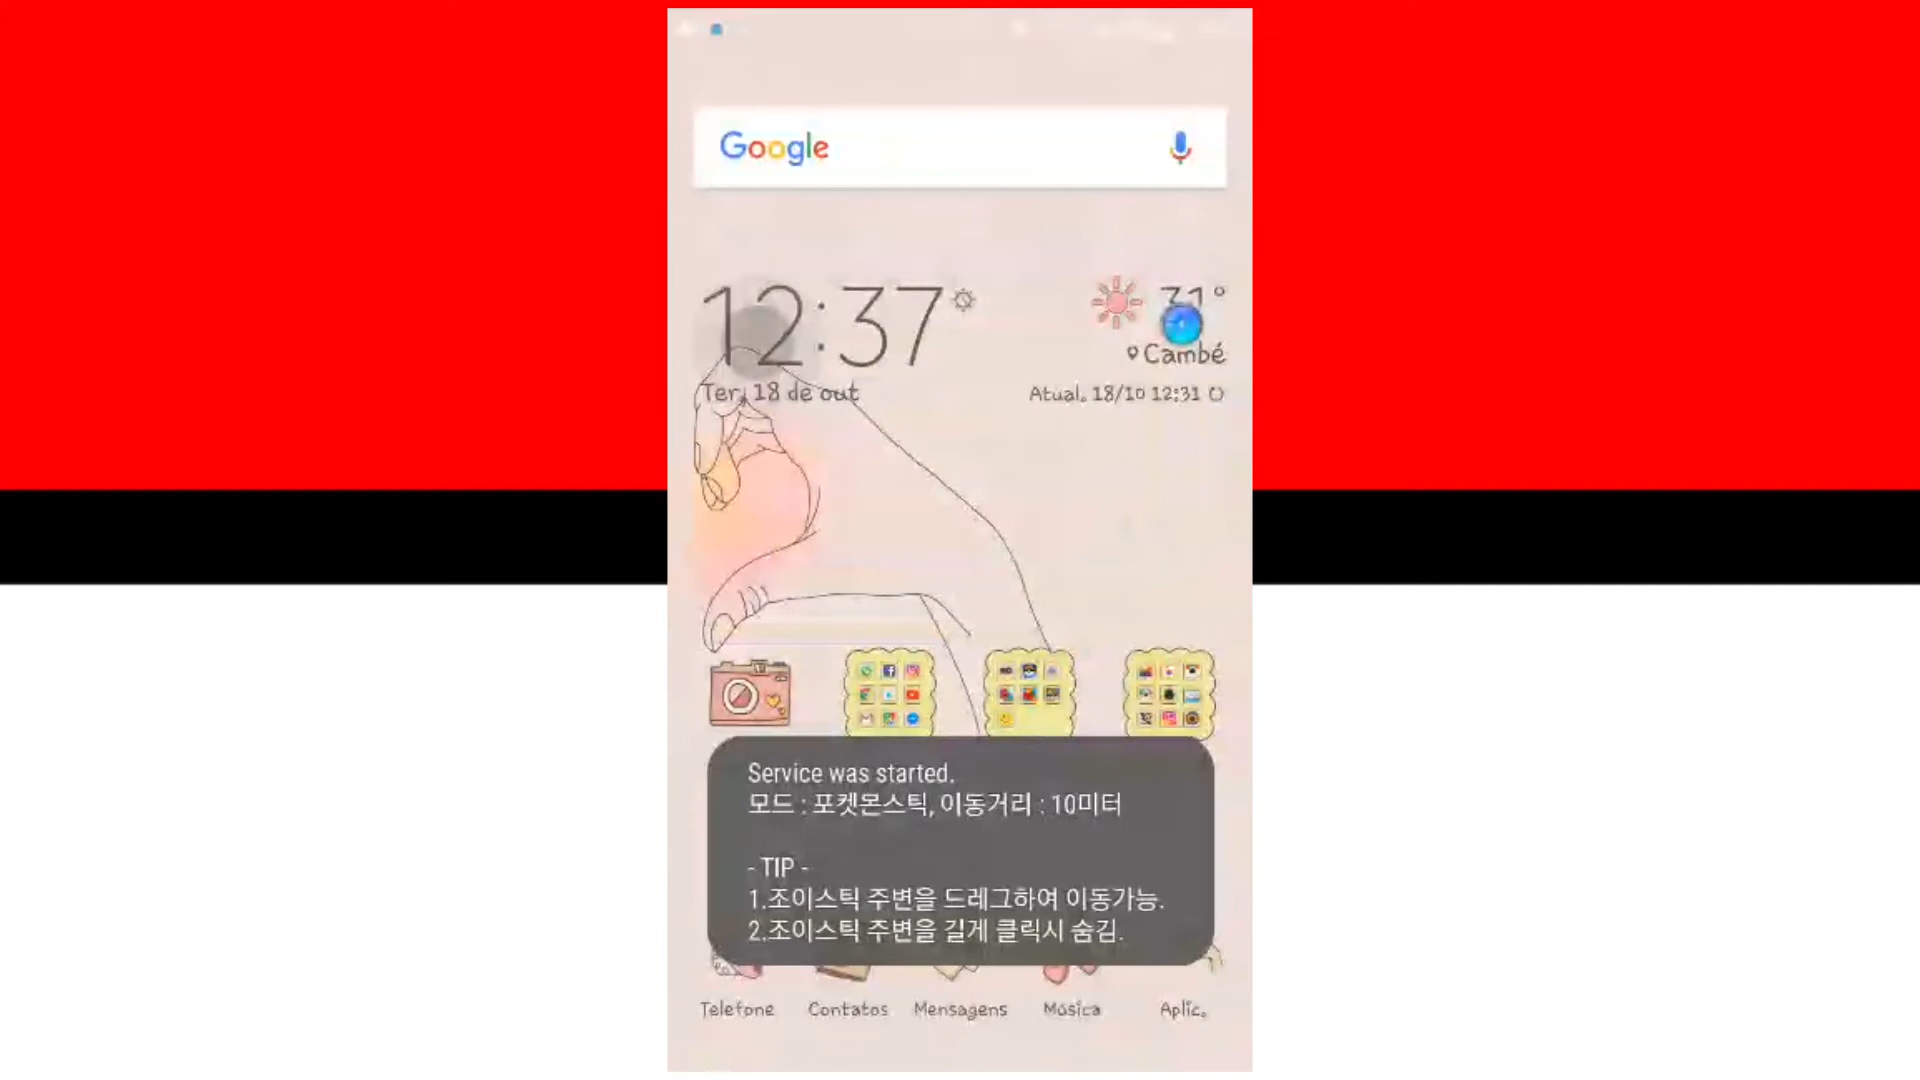 Google
12:37
31°
Cambé
Ter, 18 de out
Atual. 18/10 12:31
Service was started.
모드 : 포켓몬스틱, 이동거리 : 10미터
- TIP -
1.조이스틱 주변을 드레그하여 이동가능.
2.조이스틱 주변을 길게 클릭시 숨김.
Telefone
Contatos
Mensagens
Música
Aplic.